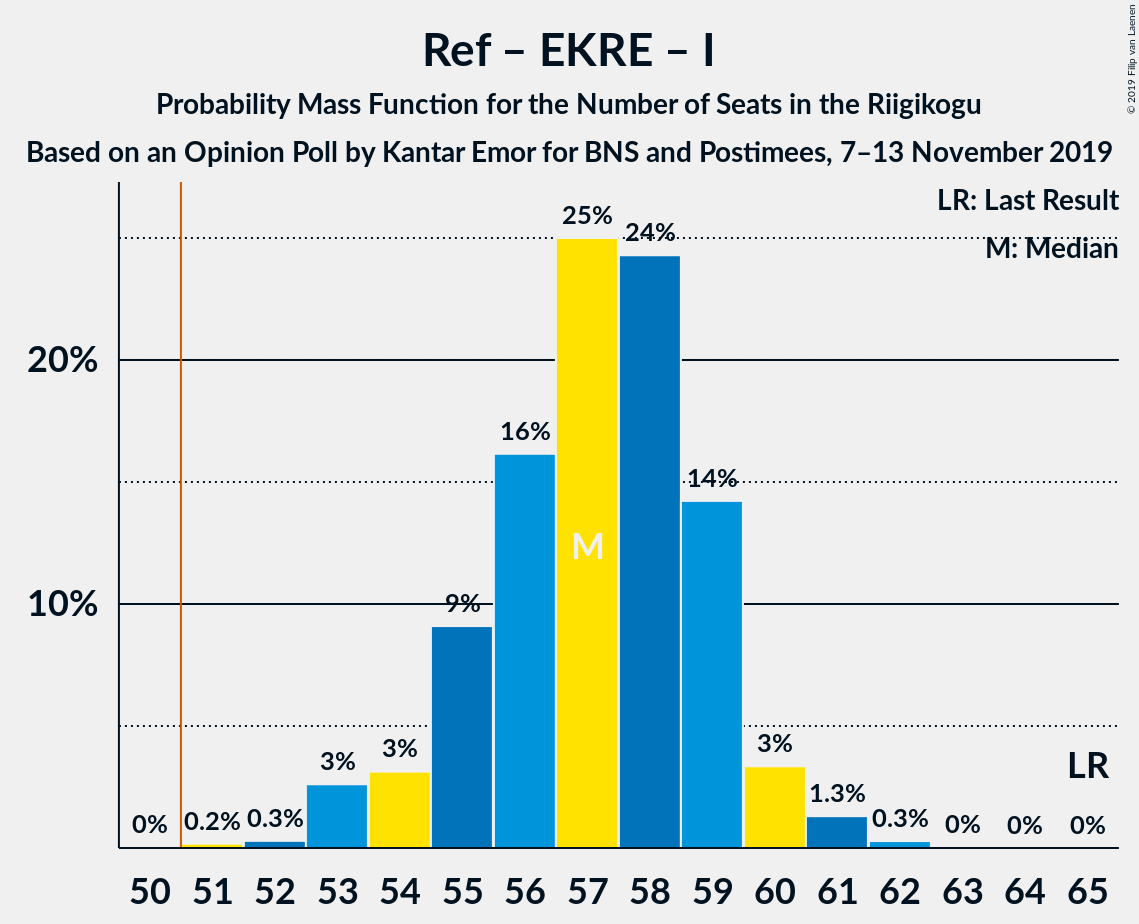 Ref – EKRE – I
Probability Mass Function for the Number of Seats in the Riigikogu
Based on an Opinion Poll by Kantar Emor for BNS and Postimees, 7–13 November 2019
© 2019 Filip van Laenen
LR: Last Result
M: Median
25%
24%
20%
16%
14%
M
10%
9%
3%
3%
3%
LR
1.3%
0%
0.2%
0.3%
0.3%
0%
0%
0%
50 51 52 53 54 55 56 57 58 59 60 61 62 63 64 65